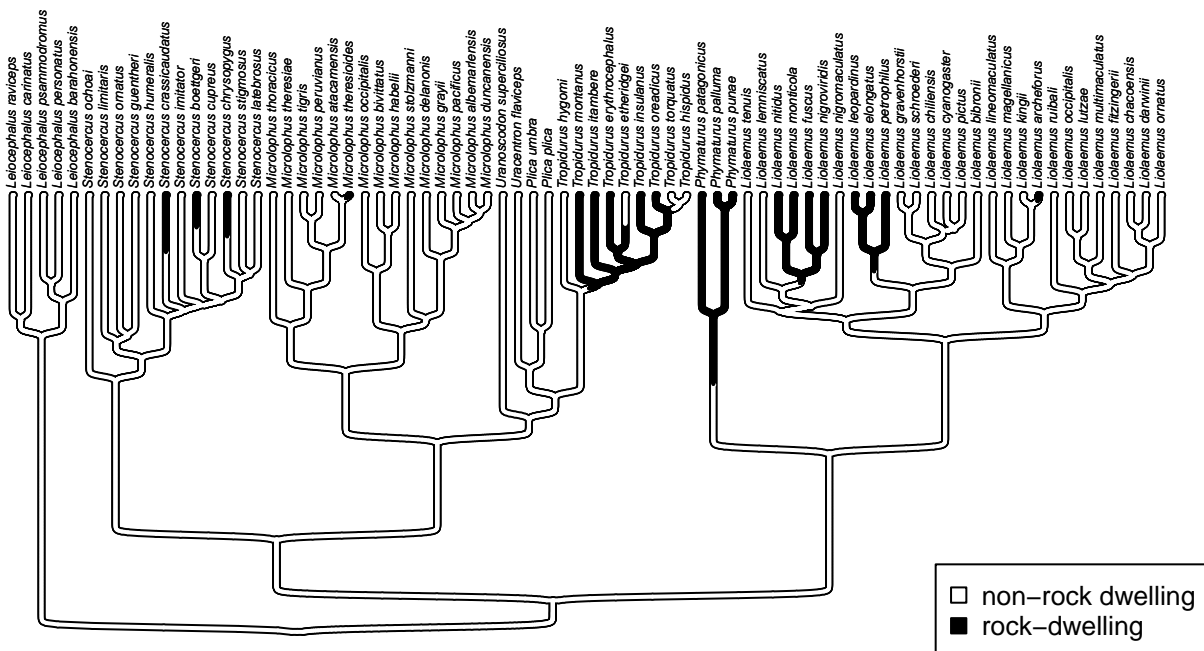 Leiocephalus raviceps
Leiocephalus carinatus
Leiocephalus psammodromus
Leiocephalus personatus
Leiocephalus barahonensis
Stenocercus ochoai
Stenocercus limitaris
Stenocercus ornatus
Stenocercus guentheri
Stenocercus humeralis
Stenocercus crassicaudatus
Stenocercus imitator
Stenocercus boettgeri
Stenocercus cupreus
Stenocercus chrysopygus
Stenocercus stigmosus
Stenocercus latebrosus
Microlophus thoracicus
Microlophus theresiae
Microlophus tigris
Microlophus peruvianus
Microlophus atacamensis
Microlophus theresioides
Microlophus occipitalis
Microlophus bivittatus
Microlophus habelii
Microlophus stolzmanni
Microlophus delanonis
Microlophus grayii
Microlophus pacificus
Microlophus albemarlensis
Microlophus duncanensis
Uranoscodon superciliosus
Uracentron flaviceps
Plica umbra
Plica plica
Tropidurus hygomi
Tropidurus montanus
Tropidurus itambere
Tropidurus erythrocephalus
Tropidurus etheridgei
Tropidurus insulanus
Tropidurus oreadicus
Tropidurus torquatus
Tropidurus hispidus
Phymaturus patagonicus
Phymaturus palluma
Phymaturus punae
Liolaemus tenuis
Liolaemus lemniscatus
Liolaemus nitidus
Liolaemus monticola
Liolaemus fuscus
Liolaemus nigroviridis
Liolaemus nigromaculatus
Liolaemus leopardinus
Liolaemus elongatus
Liolaemus petrophilus
Liolaemus gravenhorstii
Liolaemus schroederi
Liolaemus chiliensis
Liolaemus cyanogaster
Liolaemus pictus
Liolaemus bibronii
Liolaemus lineomaculatus
Liolaemus magellanicus
Liolaemus kingii
Liolaemus archeforus
Liolaemus ruibali
Liolaemus occipitalis
Liolaemus lutzae
Liolaemus multimaculatus
Liolaemus fitzingerii
Liolaemus chacoensis
Liolaemus darwinii
Liolaemus ornatus
non−rock dwelling
rock−dwelling